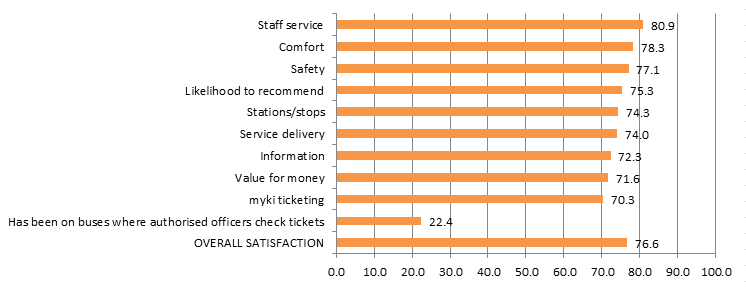 Staff service 80.9
Comfort 78.3
Safety 77.1
Likelihood to recommend 75.3
Stations/stops 74.3
Service delivery 74.0
Information 72.3
Value for money 71.6
myki ticketing 70.3
Has been on buses where authorised officers check tickets 22.4
OVERALL SATISFACTION 76.6
0.0 10.0 20.0 30.0 40.0 50.0 60.0 70.0 80.0 90.0 100.0